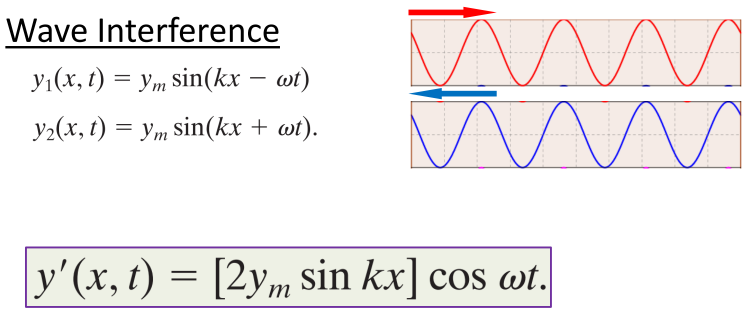 Wave Interference
y₁(x, t) = yₘ sin(kx − ωt)
y₂(x, t) = yₘ sin(kx + ωt).
y′(x, t) = [2yₘ sin kx] cos ωt.